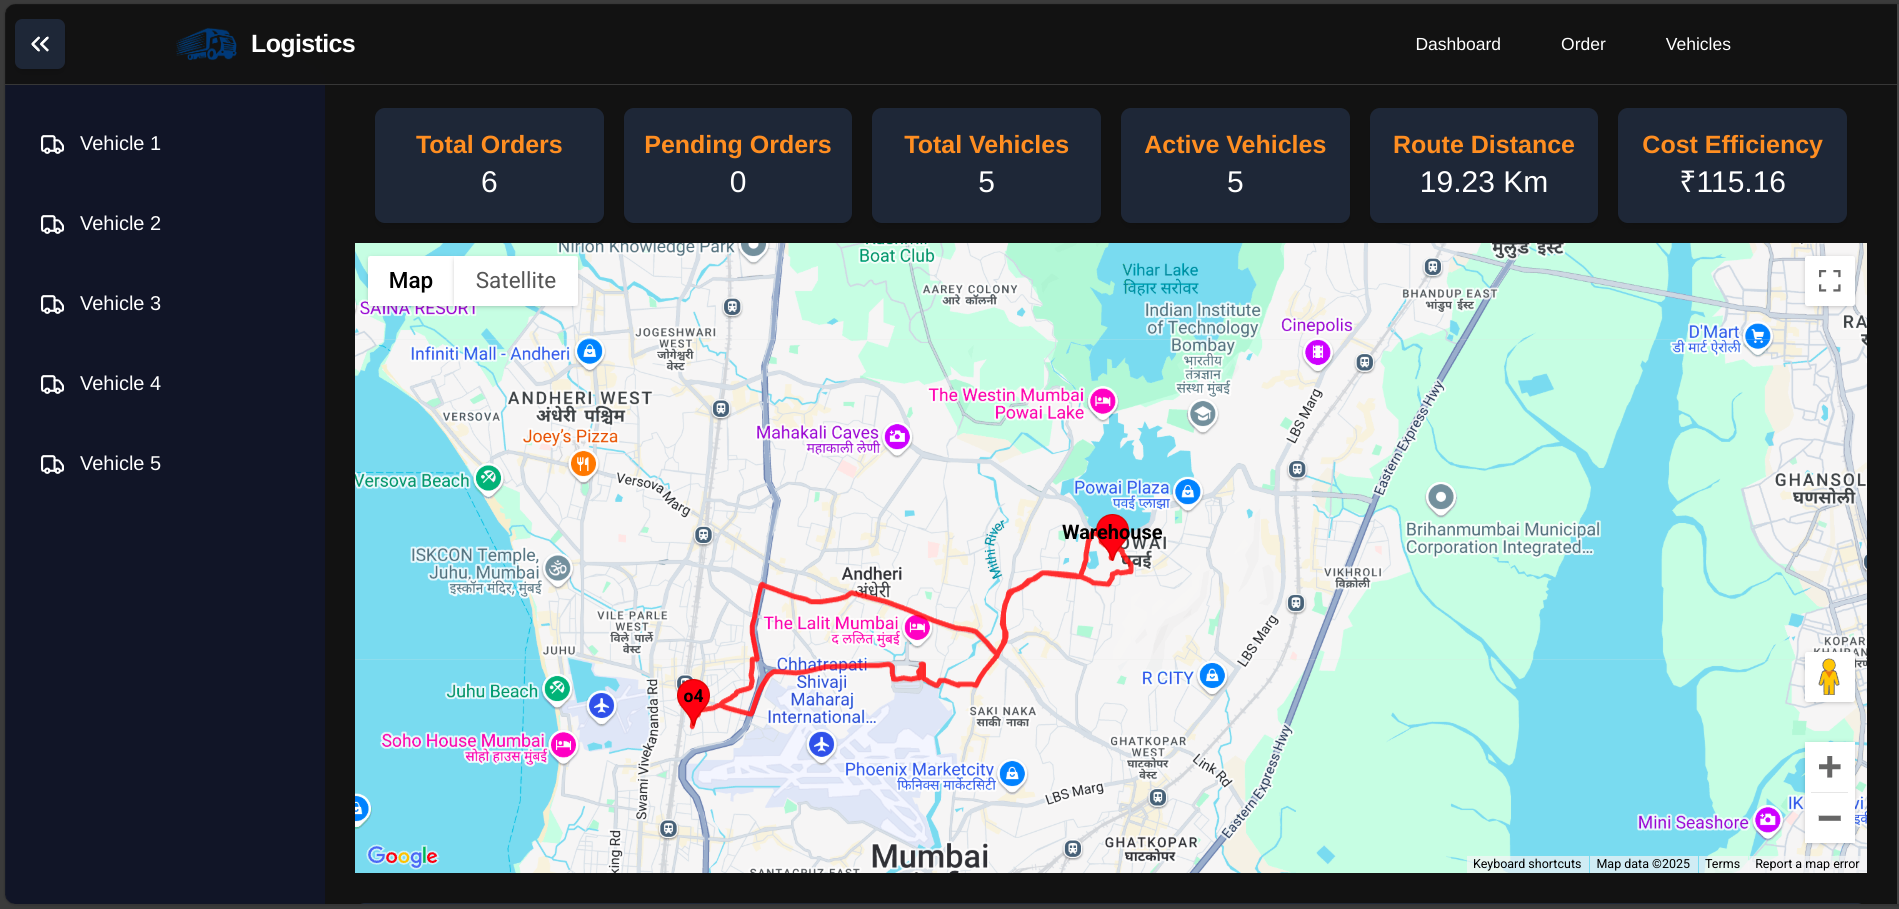 Logistics
Dashboard
Order
Vehicles
Vehicle 1
Vehicle 2
Vehicle 3
Vehicle 4
Vehicle 5
Total Orders
6
Pending Orders
0
Total Vehicles
5
Active Vehicles
5
Route Distance
19.23 Km
Cost Efficiency
₹115.16
Map
Satellite
Nirlon Knowledge Park
Boat Club
Vihar Lake
विहार सरोवर
मुलुंड ईस्ट
AAREY COLONY
आरे कॉलनी
BHANDUP EAST
भांडुप ईस्ट
SAINA RESORT
Indian Institute
of Technology
Bombay
भारतीय
तंत्रज्ञान
संस्था मुंबई
Cinepolis
D'Mart
डी मार्ट ऐरोली
JOGESHWARI
WEST
जोगेश्वरी
वेस्ट
Infiniti Mall - Andheri
ANDHERI WEST
अंधेरी पश्चिम
VERSOVA
Joey's Pizza
The Westin Mumbai
Powai Lake
LBS Marg
Eastern Express Hwy
Mahakali Caves
महाकाली लेणी
Versova Beach
Versova Marg
Powai Plaza
पवई प्लाझा
GHANSOL
घणसोली
Brihanmumbai Municipal
Corporation Integrated...
Warehouse
पवई
Mithi River
ISKCON Temple,
Juhu, Mumbai
इस्कॉन मंदिर, मुंबई
Andheri
अंधेरी
VIKHROLI
विक्रोली
VILE PARLE
WEST
विले पार्ले
वेस्ट
The Lalit Mumbai
द ललित मुंबई
LBS Marg
JUHU
Chhatrapati
Shivaji
Maharaj
International...
R CITY
Juhu Beach
o4
SAKI NAKA
साकी नाका
Soho House Mumbai
सोहो हाउस मुंबई
Swami Vivekananda Rd
GHATKOPAR
WEST
घाटकोपर
वेस्ट
Link Rd
Eastern Express Hwy
Phoenix Marketcity
फिनिक्स मार्केटसिटी
LBS Marg
Mini Seashore
GHATKOPAR
घाटकोपर
Mumbai
SANTACRUZ EAST
Google
Keyboard shortcuts
Map data ©2025
Terms
Report a map error